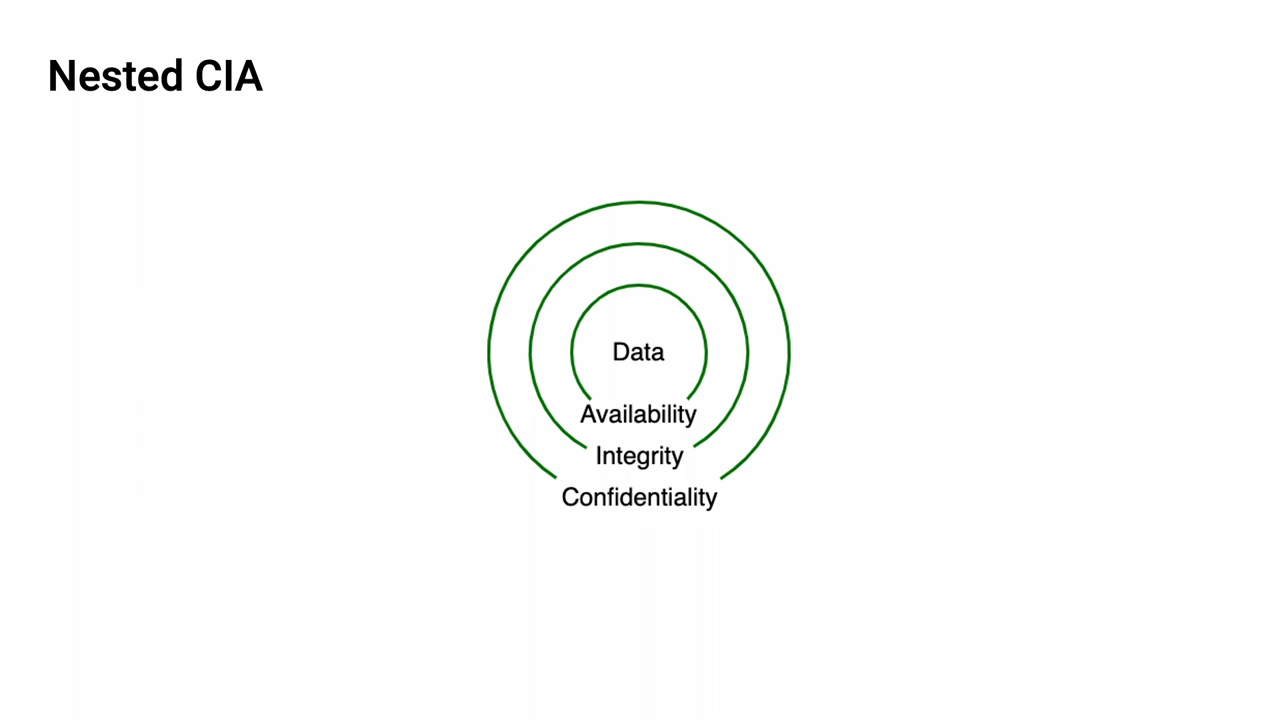 Nested CIA
Data
Availability
Integrity
Confidentiality